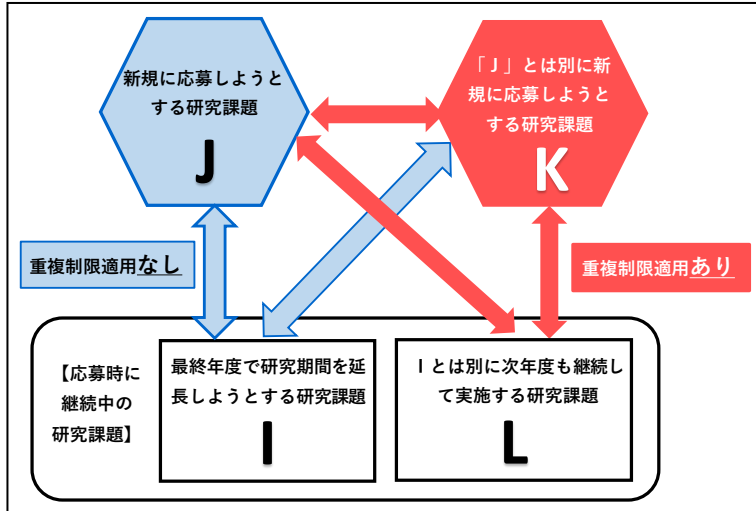 新規に応募しようと
する研究課題
J
「J」とは別に新
規に応募しようと
する研究課題
K
重複制限適用なし
重複制限適用あり
【応募時に
継続中の
研究課題】
最終年度で研究期間を延
長しようとする研究課題
I
Iとは別に次年度も継続し
て実施する研究課題
L